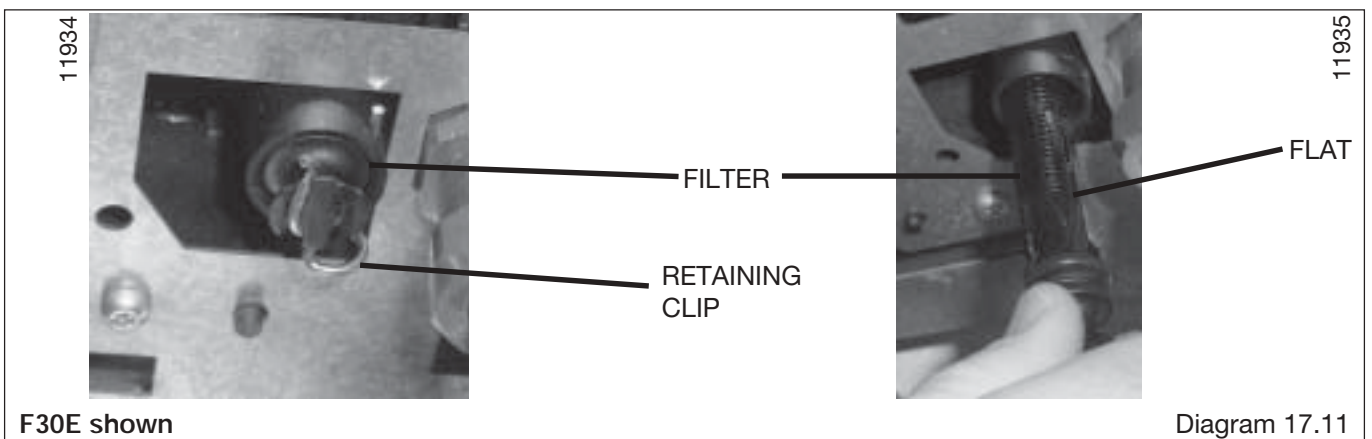 11934
11935
FILTER
FLAT
RETAINING
CLIP
F30E shown
Diagram 17.11